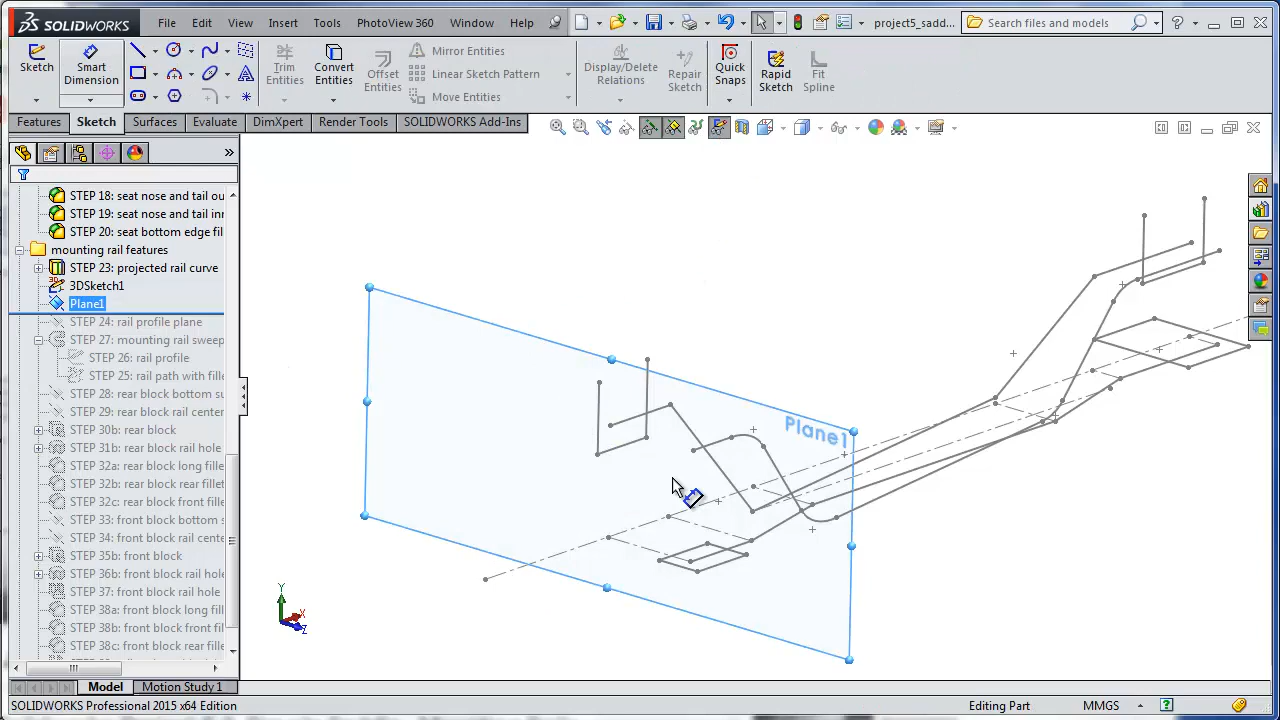 SOLIDWORKS File Edit View Insert Tools PhotoView 360 Window Help project5_sadd... Search files and models
Sketch Smart Dimension Trim Entities Convert Entities Offset Entities Mirror Entities Linear Sketch Pattern Move Entities Display/Delete Relations Repair Sketch Quick Snaps Rapid Sketch Fit Spline
Features Sketch Surfaces Evaluate DimXpert Render Tools SOLIDWORKS Add-Ins
STEP 18: seat nose and tail ou
STEP 19: seat nose and tail inn
STEP 20: seat bottom edge fil
mounting rail features
STEP 23: projected rail curve
3DSketch1
Plane1
STEP 24: rail profile plane
STEP 27: mounting rail sweep
STEP 26: rail profile
STEP 25: rail path with fille
STEP 28: rear block bottom su
STEP 29: rear block rail center
STEP 30b: rear block
STEP 31b: rear block rail hole
STEP 32a: rear block long fille
STEP 32b: rear block rear fillet
STEP 32c: rear block front fille
STEP 33: front block bottom s
STEP 34: front block rail cente
STEP 35b: front block
STEP 36b: front block rail hole
STEP 37: front block rail hole
STEP 38a: front block long fille
STEP 38b: front block front fill
STEP 38c: front block rear fille
Plane1
Y
X
Z
Model Motion Study 1
SOLIDWORKS Professional 2015 x64 Edition Editing Part MMGS